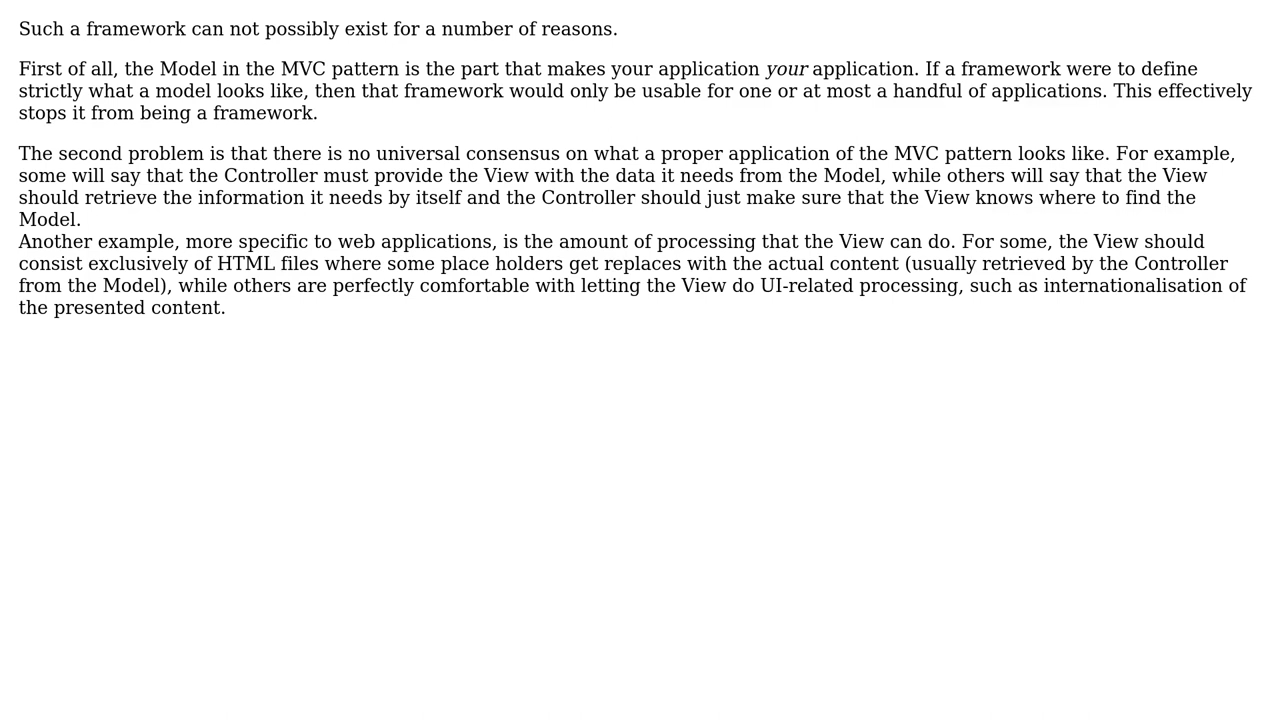 Such a framework can not possibly exist for a number of reasons.
First of all, the Model in the MVC pattern is the part that makes your application your application. If a framework were to define
strictly what a model looks like, then that framework would only be usable for one or at most a handful of applications. This effectively
stops it from being a framework.
The second problem is that there is no universal consensus on what a proper application of the MVC pattern looks like. For example,
some will say that the Controller must provide the View with the data it needs from the Model, while others will say that the View
should retrieve the information it needs by itself and the Controller should just make sure that the View knows where to find the
Model.
Another example, more specific to web applications, is the amount of processing that the View can do. For some, the View should
consist exclusively of HTML files where some place holders get replaces with the actual content (usually retrieved by the Controller
from the Model), while others are perfectly comfortable with letting the View do UI-related processing, such as internationalisation of
the presented content.